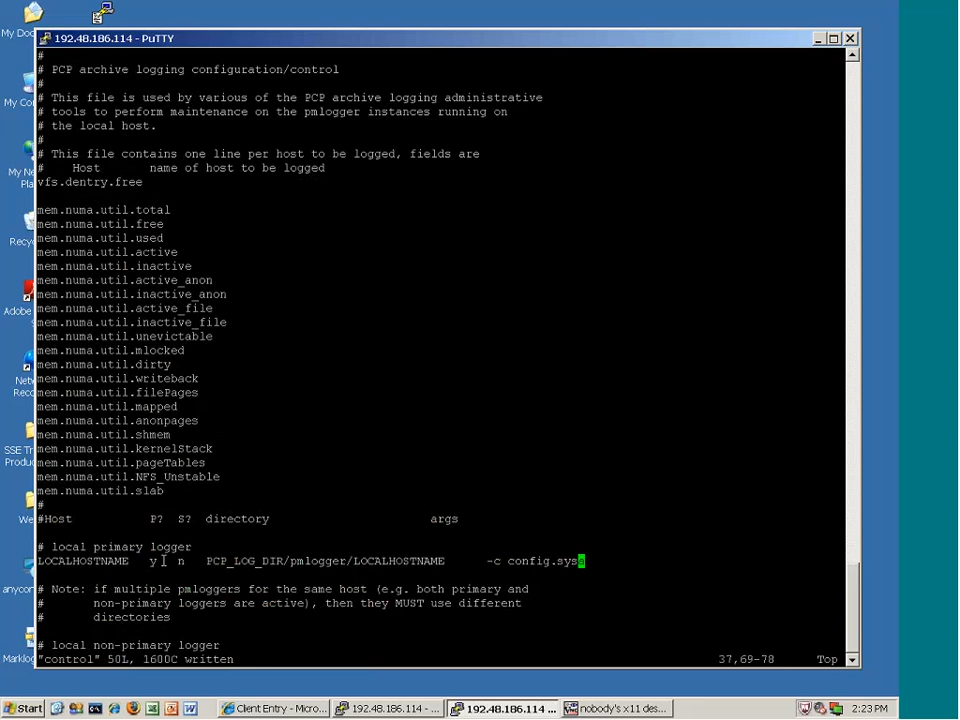 My Doc
192.48.186.114 - PuTTY
#
# PCP archive logging configuration/control
#
# This file is used by various of the PCP archive logging administrative
# tools to perform maintenance on the pmlogger instances running on
# the local host.
#
# This file contains one line per host to be logged, fields are
#    Host       name of host to be logged
vfs.dentry.free
mem.numa.util.total
mem.numa.util.free
mem.numa.util.used
mem.numa.util.active
mem.numa.util.inactive
mem.numa.util.active_anon
mem.numa.util.inactive_anon
mem.numa.util.active_file
mem.numa.util.inactive_file
mem.numa.util.unevictable
mem.numa.util.mlocked
mem.numa.util.dirty
mem.numa.util.writeback
mem.numa.util.filePages
mem.numa.util.mapped
mem.numa.util.anonpages
mem.numa.util.shmem
mem.numa.util.kernelStack
mem.numa.util.pageTables
mem.numa.util.NFS_Unstable
mem.numa.util.slab
#
#Host           P?  S?  directory                       args
# local primary logger
LOCALHOSTNAME   y   n   PCP_LOG_DIR/pmlogger/LOCALHOSTNAME      -c config.sysa
# Note: if multiple pmloggers for the same host (e.g. both primary and
#       non-primary loggers are active), then they MUST use different
#       directories
# local non-primary logger
"control" 50L, 1600C written 37,69-78 Top
My Co
My N
Pla
Recy
Adobe
S
Net
Reco
SSE Tr
Produ
We
anycon
Marklo
Start
Client Entry - Micro...
192.48.186.114 - ...
192.48.186.114 ...
nobody's x11 des...
2:23 PM